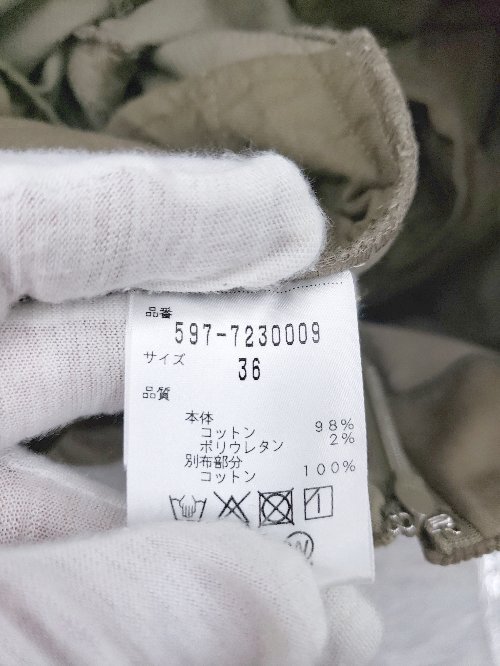 品番
597-7230009
サイズ
36
品質
本体
コットン 98%
ポリウレタン 2%
別布部分
コットン 100%
W